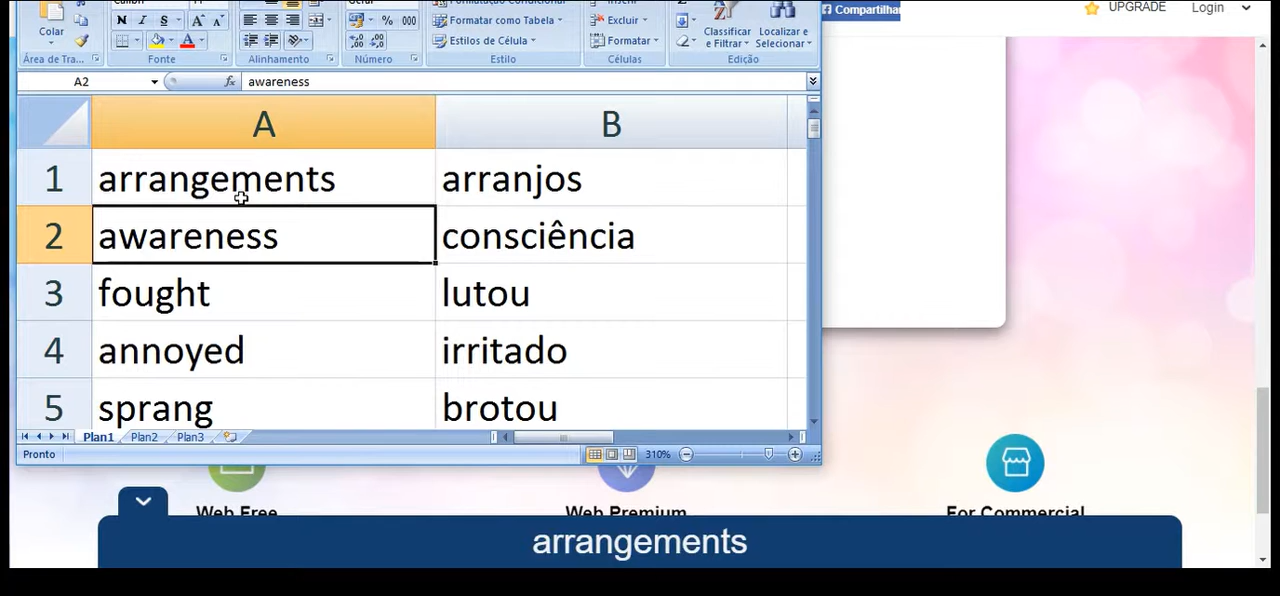 Compartilhar
UPGRADE
Login
Colar
Formatar como Tabela
Estilos de Célula
Excluir
Formatar
Classificar
e Filtrar
Localizar e
Selecionar
Área de Tra...
Fonte
Alinhamento
Número
Estilo
Células
Edição
A2
fx
awareness
A
B
1 arrangements arranjos
2 awareness consciência
3 fought lutou
4 annoyed irritado
5 sprang brotou
Plan1 Plan2 Plan3
Pronto
310%
Web Free
Web Premium
For Commercial
arrangements